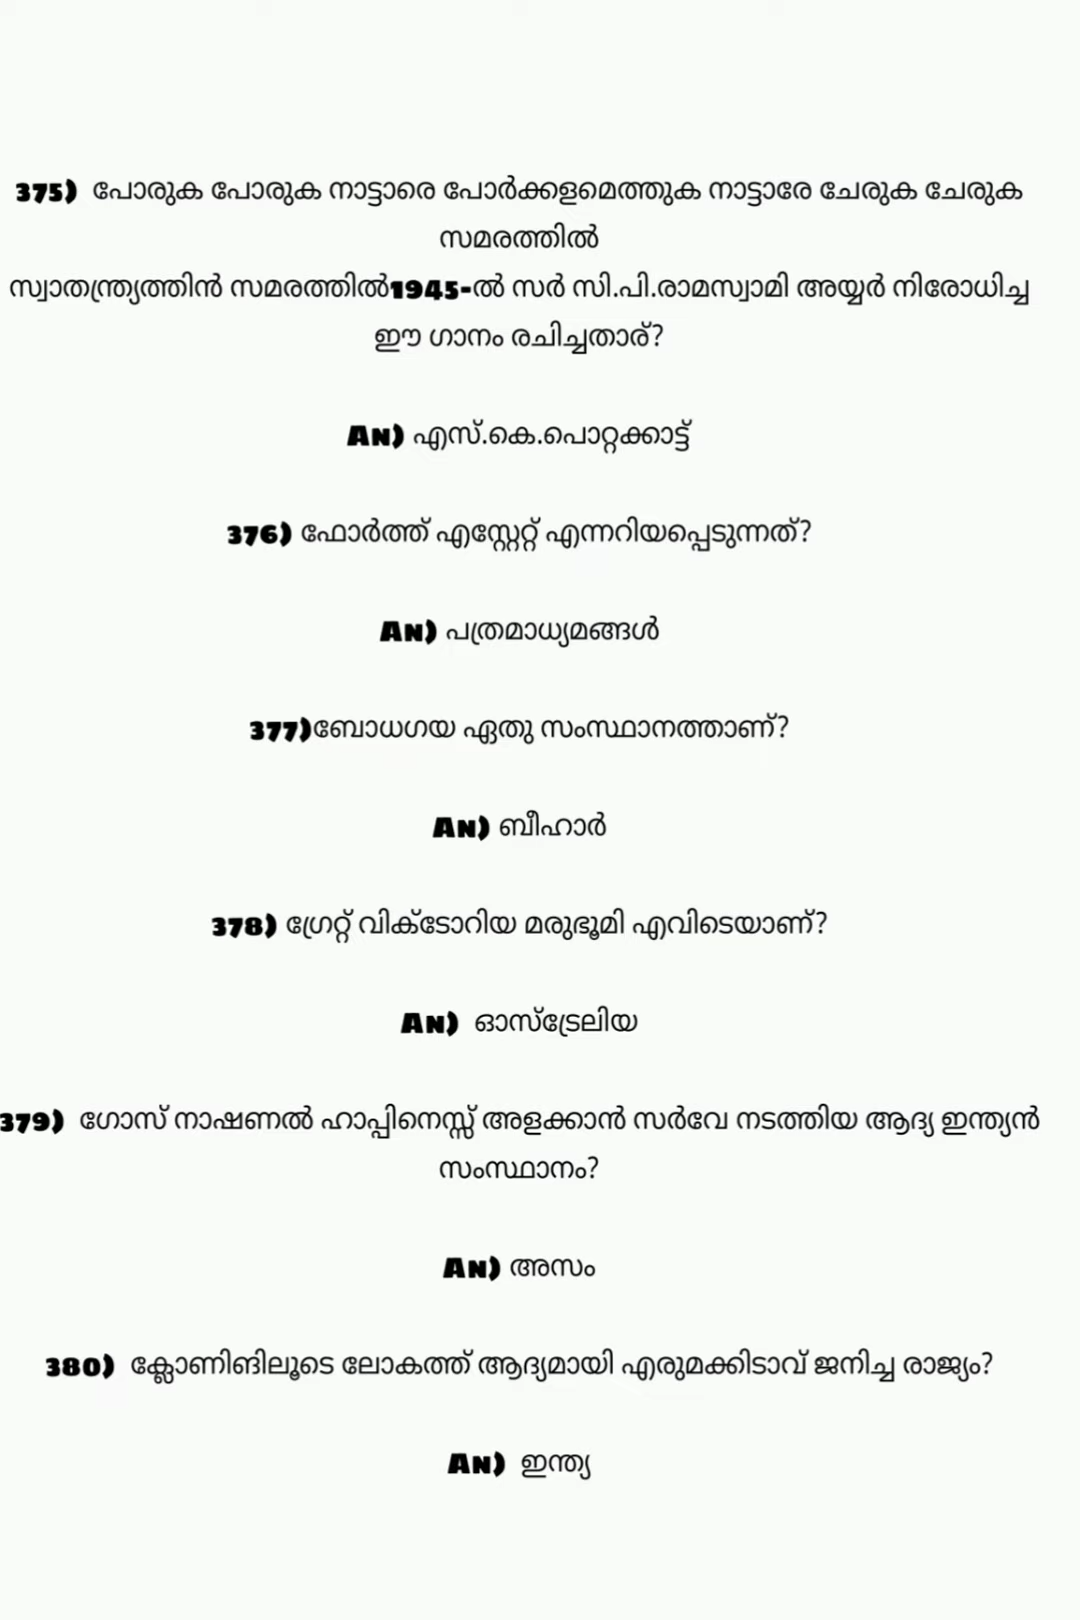 375) പോരുക പോരുക നാട്ടാരെ പോർക്കളമെത്തുക നാട്ടാരേ ചേരുക ചേരുക
സമരത്തിൽ
സ്വാതന്ത്ര്യത്തിൻ സമരത്തിൽ1945-ൽ സർ സി.പി.രാമസ്വാമി അയ്യർ നിരോധിച്ച
ഈ ഗാനം രചിച്ചതാര്?
An) എസ്.കെ.പൊറ്റക്കാട്ട്
376) ഫോർത്ത് എസ്റ്റേറ്റ് എന്നറിയപ്പെടുന്നത്?
An) പത്രമാധ്യമങ്ങൾ
377)ബോധഗയ ഏതു സംസ്ഥാനത്താണ്?
An) ബീഹാർ
378) ഗ്രേറ്റ് വിക്ടോറിയ മരുഭൂമി എവിടെയാണ്?
An) ഓസ്ട്രേലിയ
379) ഗോസ് നാഷണൽ ഹാപ്പിനെസ്സ് അളക്കാൻ സർവേ നടത്തിയ ആദ്യ ഇന്ത്യൻ
സംസ്ഥാനം?
An) അസം
380) ക്ലോണിങിലൂടെ ലോകത്ത് ആദ്യമായി എരുമക്കിടാവ് ജനിച്ച രാജ്യം?
An) ഇന്ത്യ